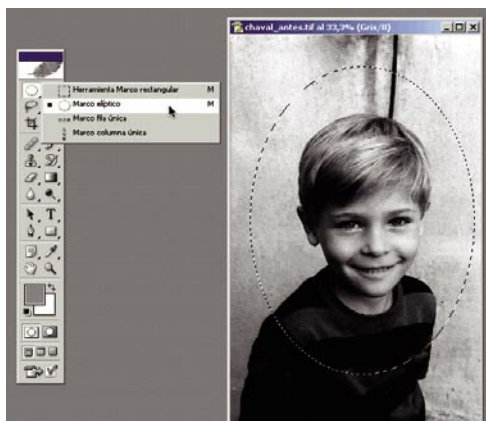 chaval_antes.tif al 33,3% (Gris/8)
Herramienta Marco rectangular M
Marco elíptico M
Marco fila única
Marco columna única
T